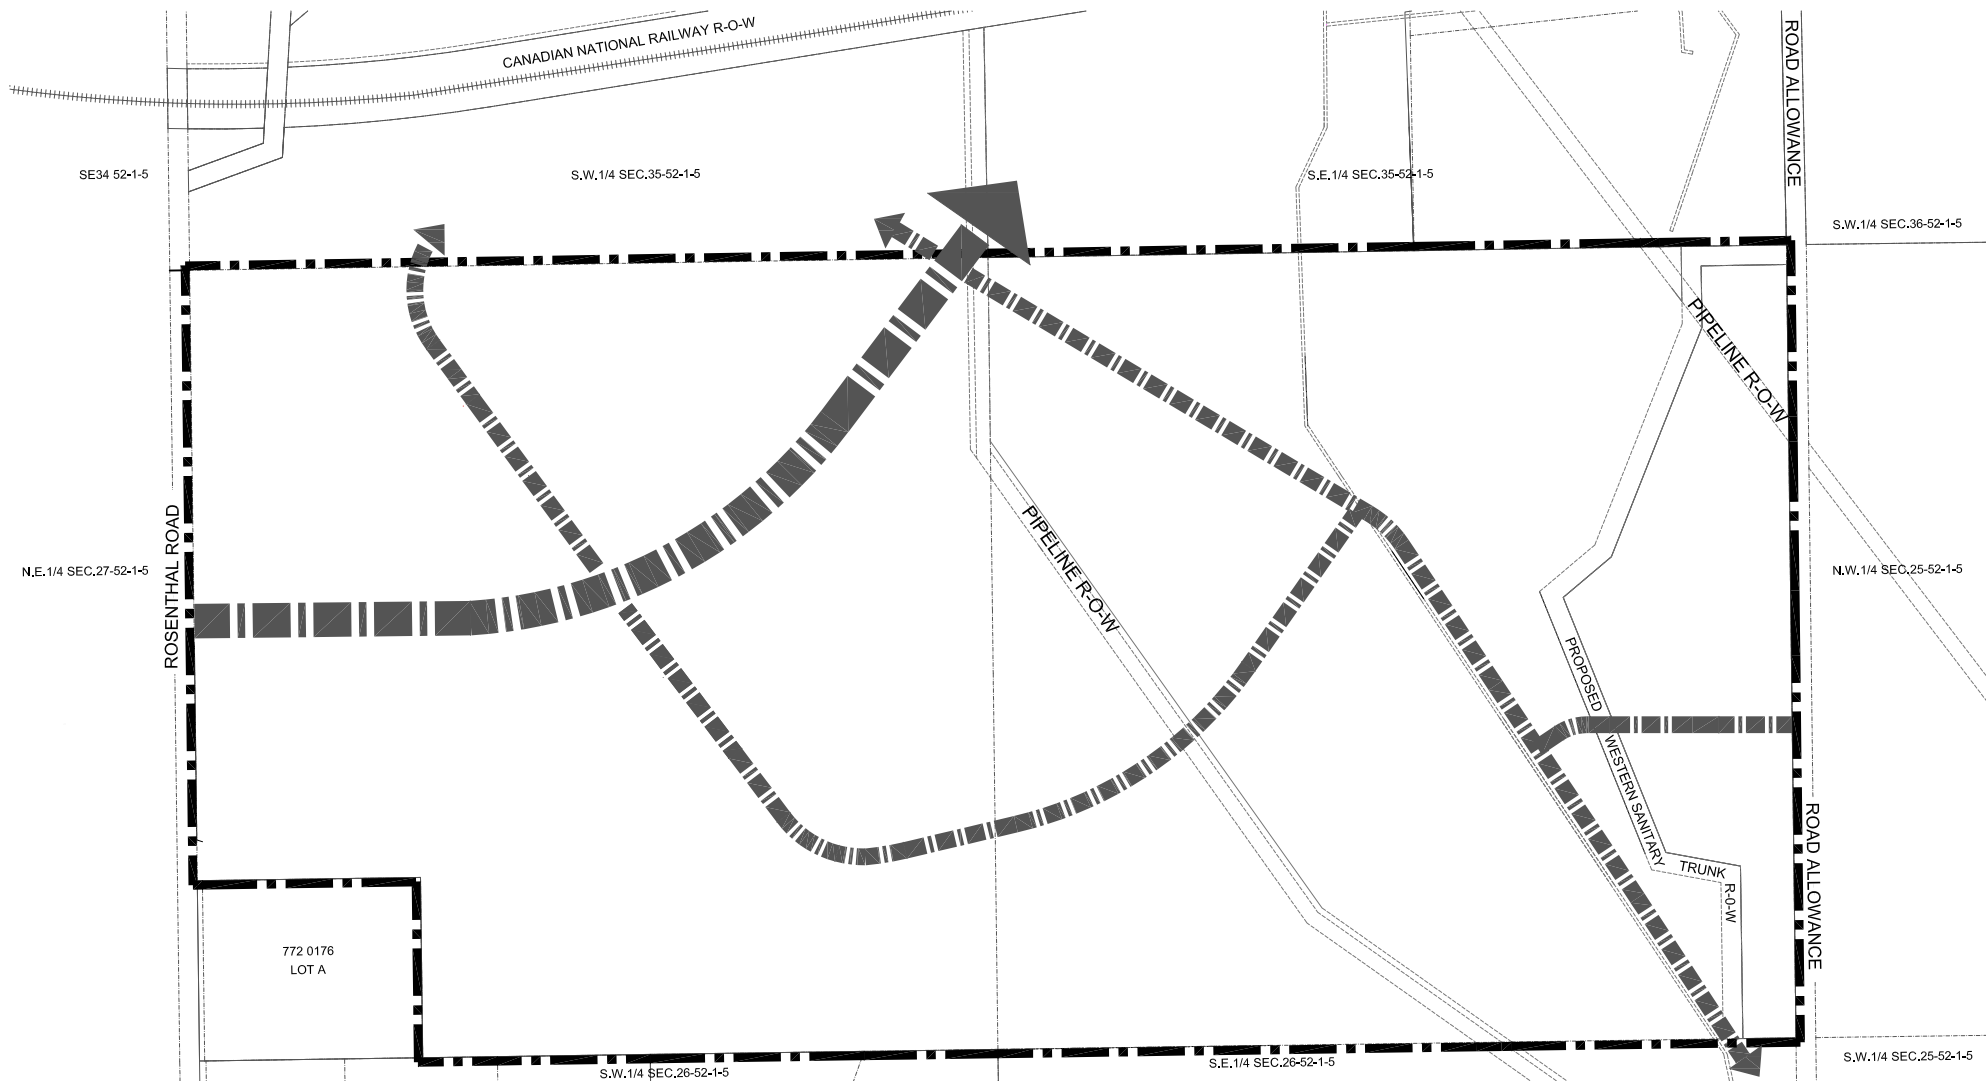 CANADIAN NATIONAL RAILWAY R-O-W
ROAD ALLOWANCE
SE34 52-1-5
S.W.1/4 SEC.35-52-1-5
S.E.1/4 SEC.35-52-1-5
S.W.1/4 SEC.36-52-1-5
PIPELINE R-O-W
ROSENTHAL ROAD
N.E.1/4 SEC.27-52-1-5
PIPELINE R-O-W
N.W.1/4 SEC.25-52-1-5
PROPOSED
WESTERN SANITARY
TRUNK
R-O-W
ROAD ALLOWANCE
772 0176
LOT A
S.W.1/4 SEC.26-52-1-5
S.E.1/4 SEC.26-52-1-5
S.W.1/4 SEC.25-52-1-5